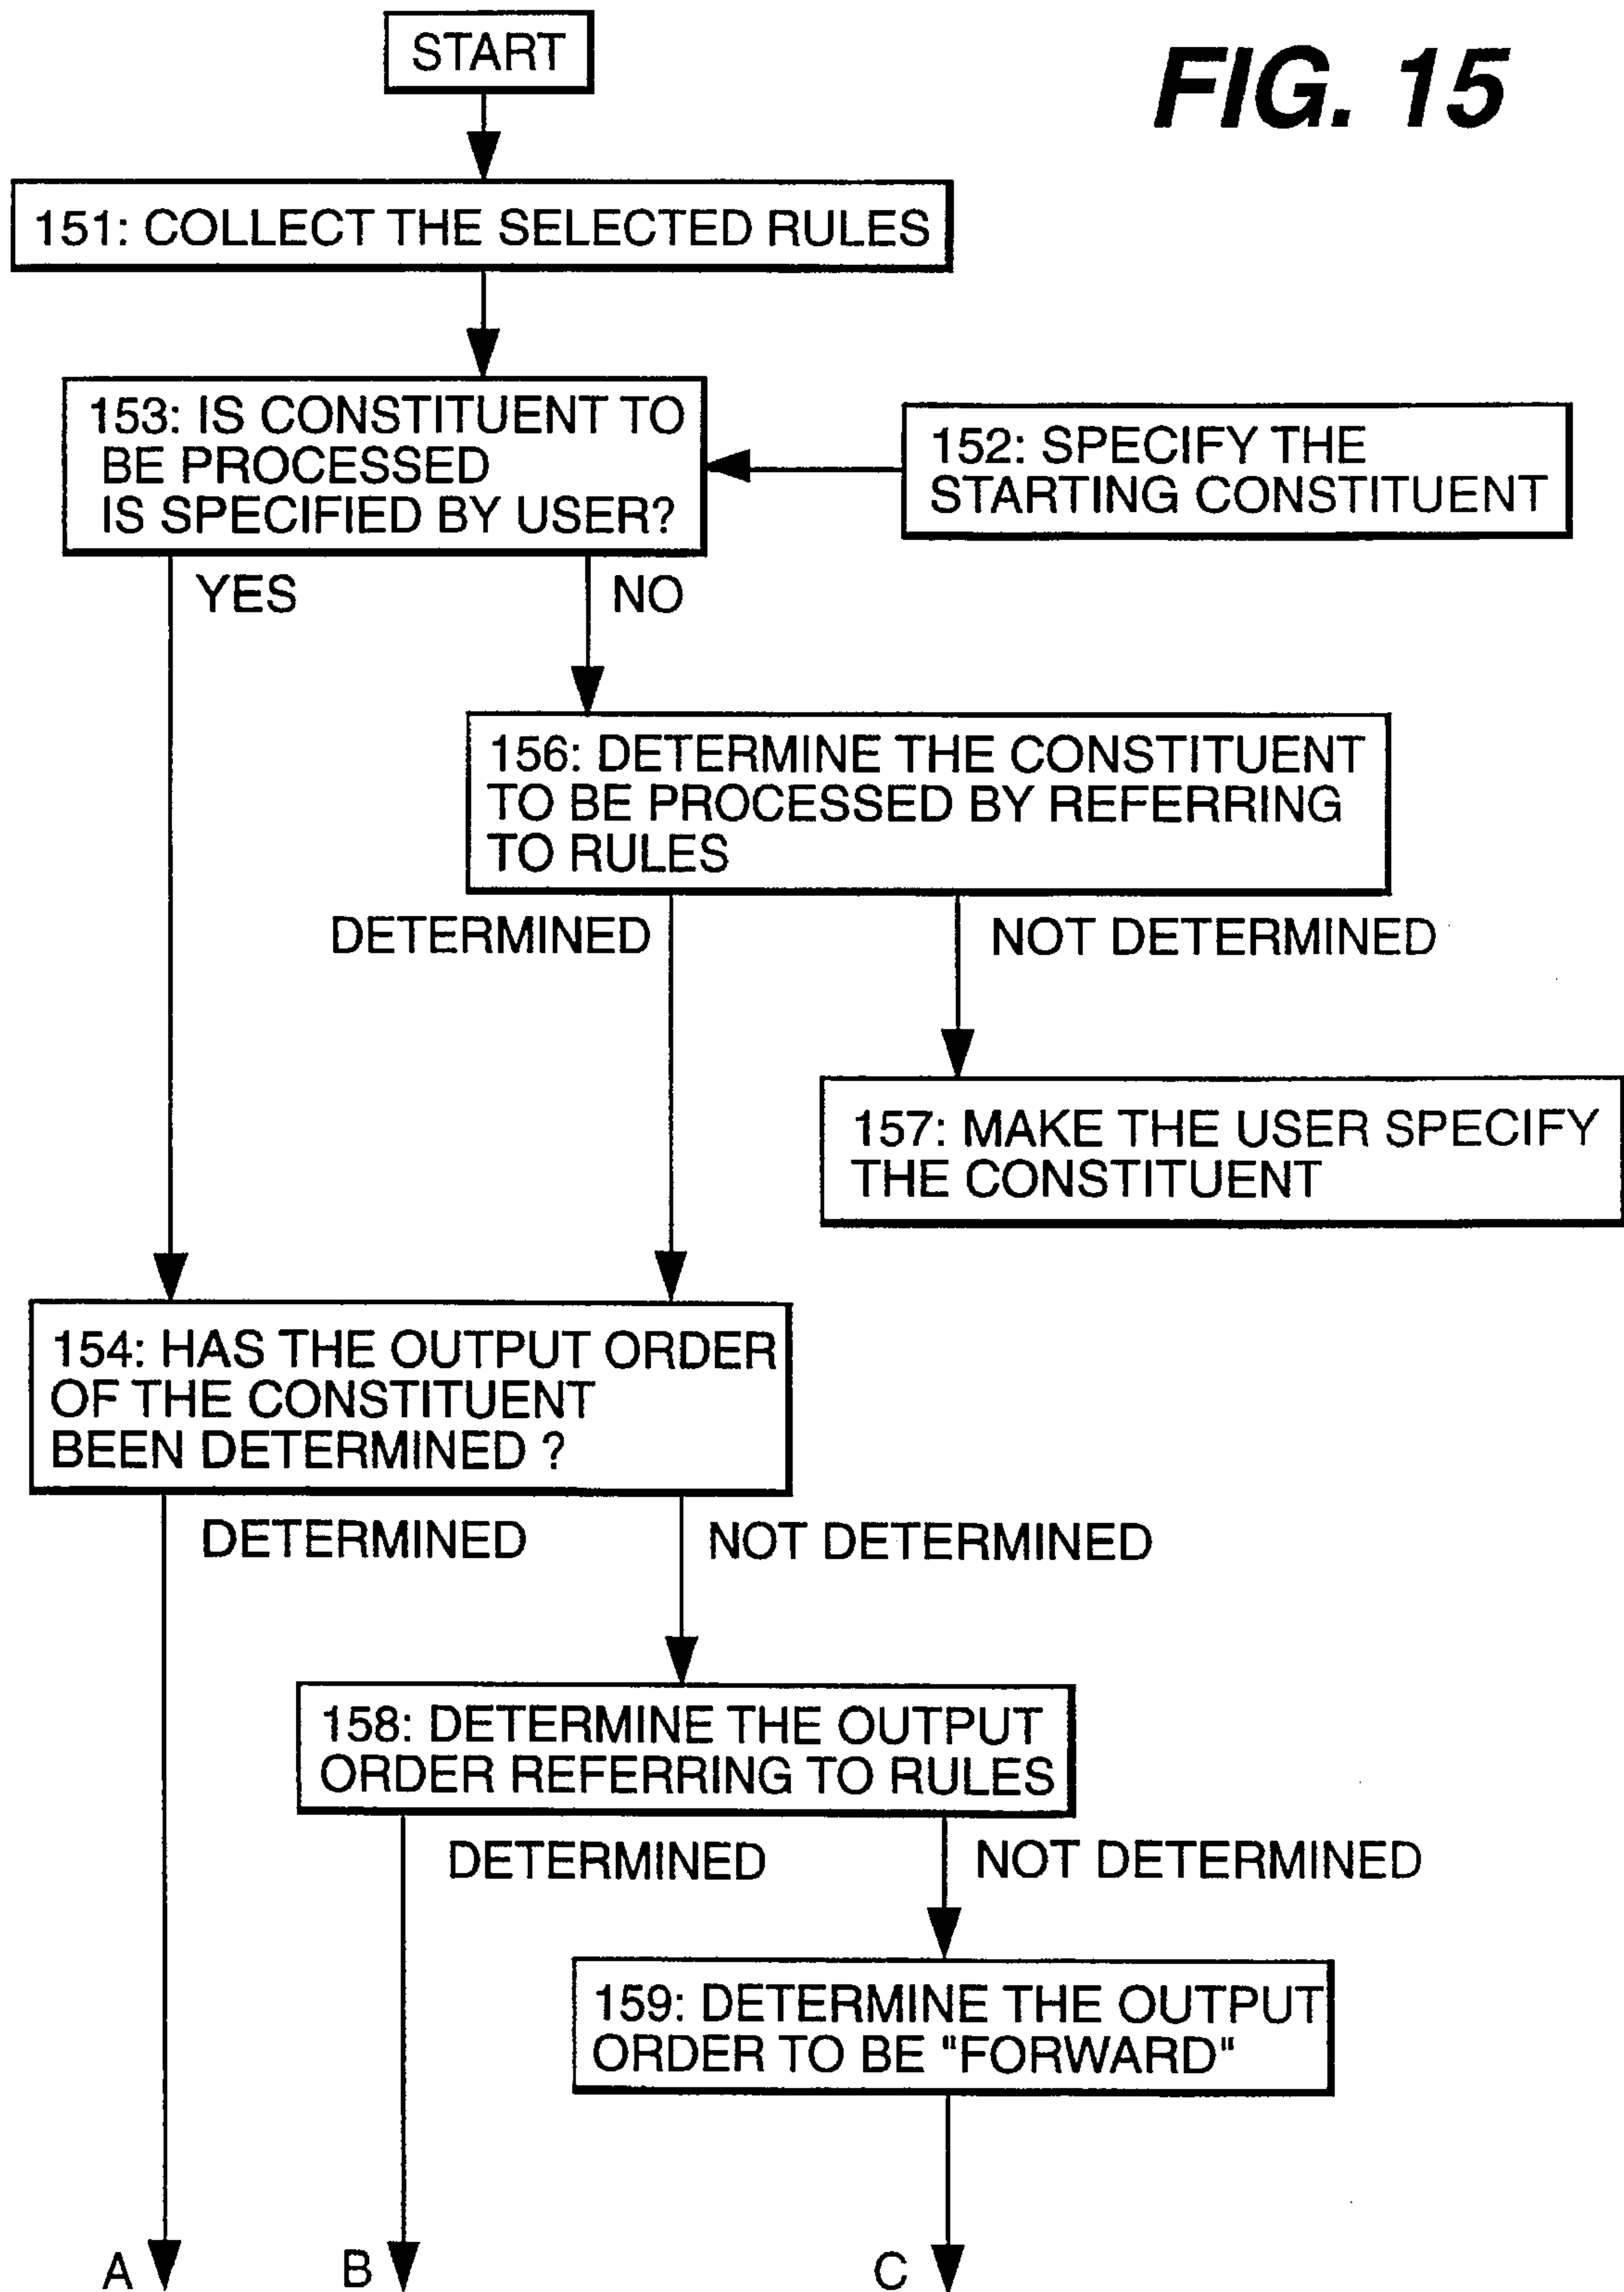 START
FIG. 15
151: COLLECT THE SELECTED RULES
153: IS CONSTITUENT TO
BE PROCESSED
IS SPECIFIED BY USER?
152: SPECIFY THE
STARTING CONSTITUENT
YES
NO
156: DETERMINE THE CONSTITUENT
TO BE PROCESSED BY REFERRING
TO RULES
DETERMINED
NOT DETERMINED
157: MAKE THE USER SPECIFY
THE CONSTITUENT
154: HAS THE OUTPUT ORDER
OF THE CONSTITUENT
BEEN DETERMINED ?
DETERMINED
NOT DETERMINED
158: DETERMINE THE OUTPUT
ORDER REFERRING TO RULES
DETERMINED
NOT DETERMINED
159: DETERMINE THE OUTPUT
ORDER TO BE "FORWARD"
A
B
C